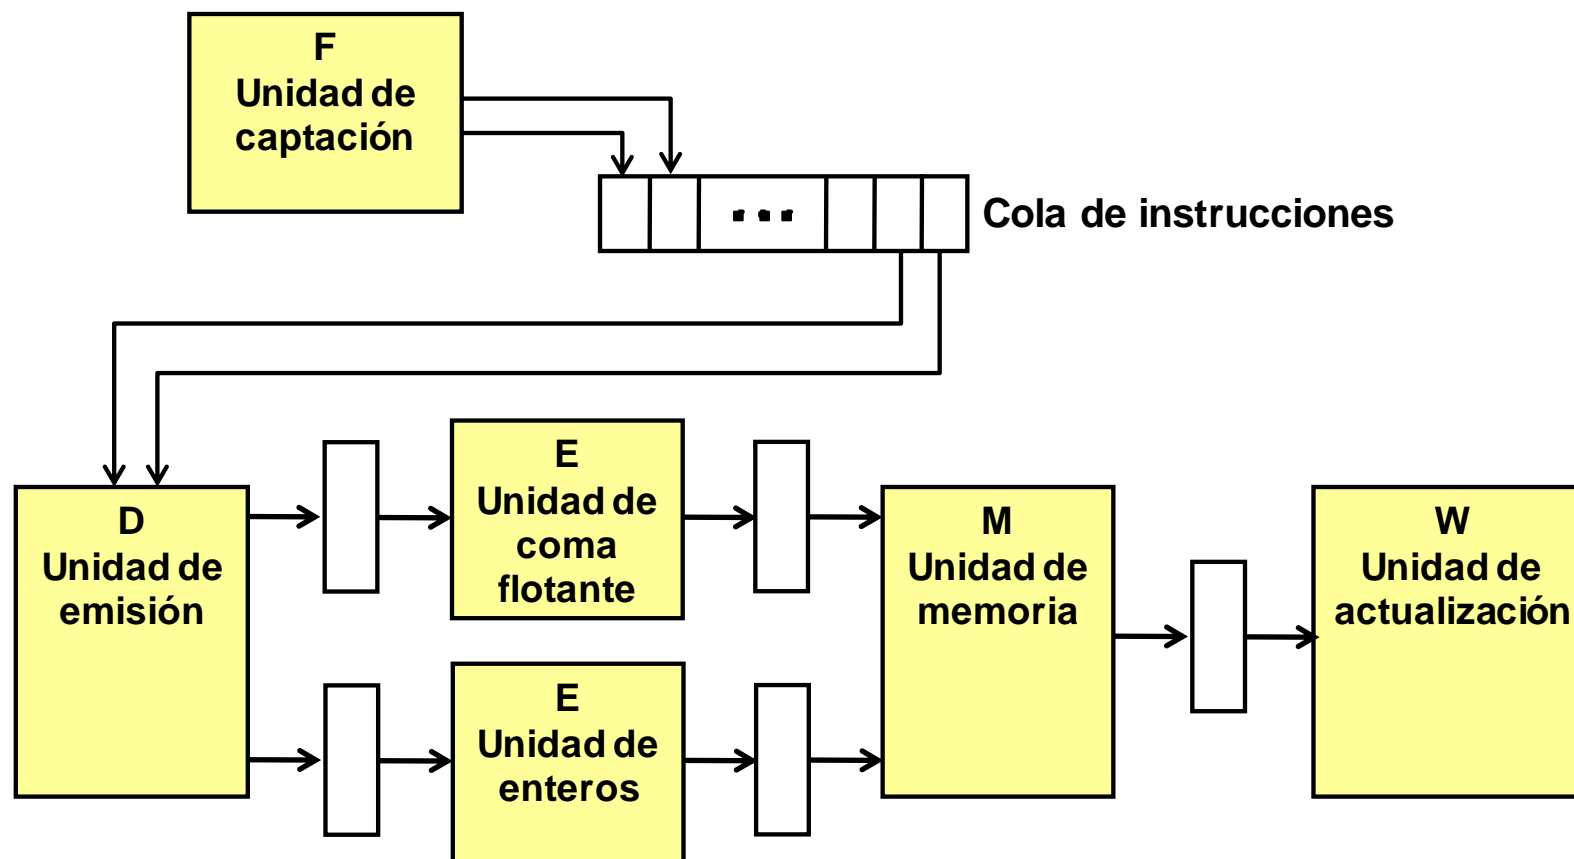 F
Unidad de
captación
Cola de instrucciones
D
Unidad de
emisión
E
Unidad de
coma
flotante
E
Unidad de
enteros
M
Unidad de
memoria
W
Unidad de
actualización